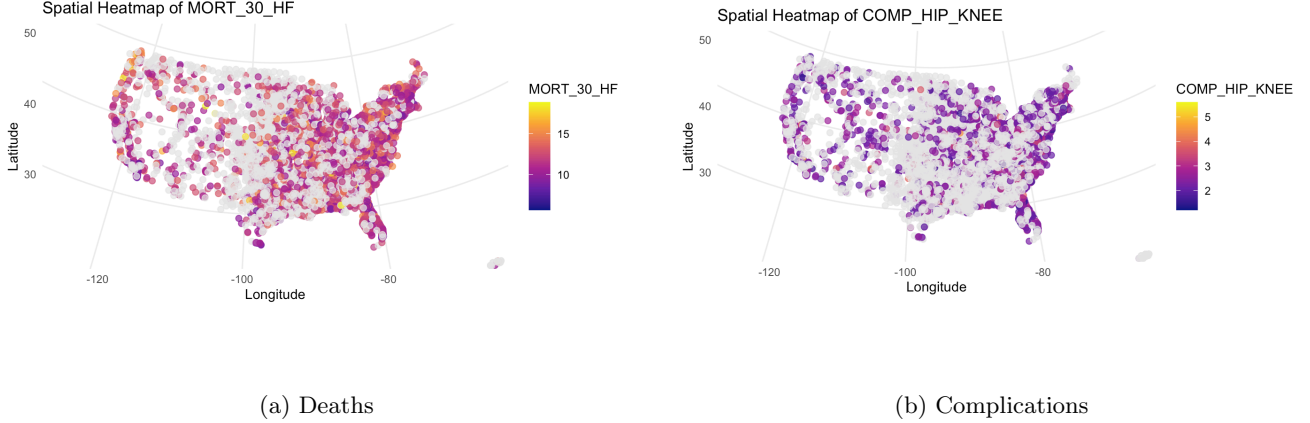 Spatial Heatmap of MORT_30_HF
50
40
30
Latitude
-120
-100
-80
Longitude
MORT_30_HF
15
10
(a) Deaths
Spatial Heatmap of COMP_HIP_KNEE
50
40
30
Latitude
-120
-100
-80
Longitude
COMP_HIP_KNEE
5
4
3
2
(b) Complications